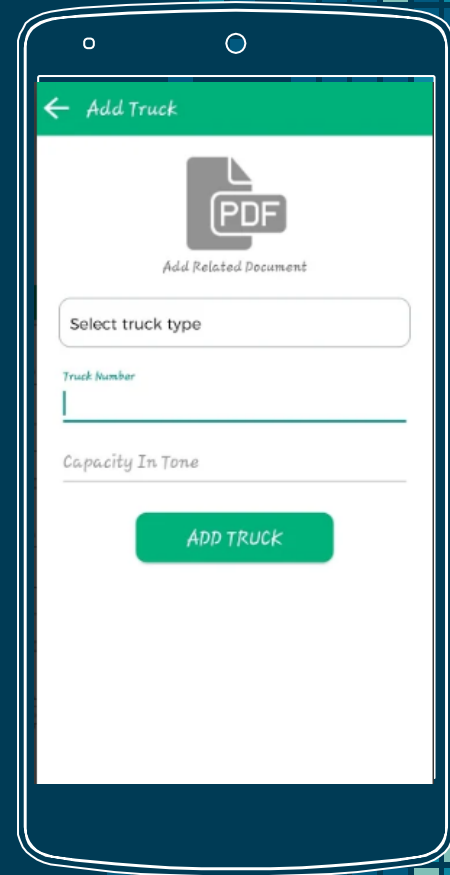 Add Truck
PDF
Add Related Document
Select truck type
Truck Number
Capacity In Tone
ADD TRUCK